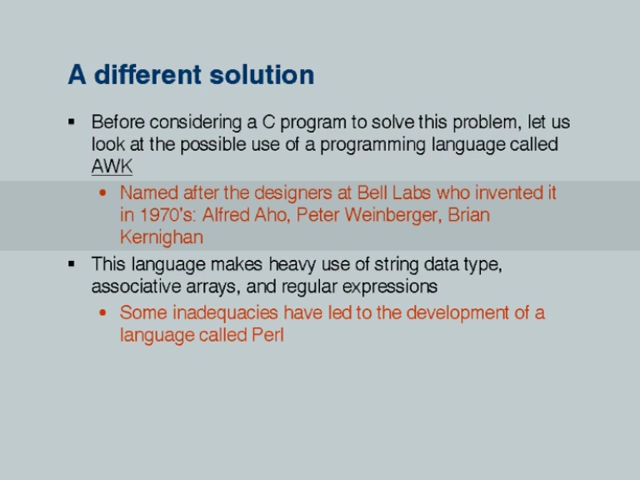 A different solution
▪ Before considering a C program to solve this problem, let us
look at the possible use of a programming language called
AWK
• Named after the designers at Bell Labs who invented it
in 1970's: Alfred Aho, Peter Weinberger, Brian
Kernighan
▪ This language makes heavy use of string data type,
associative arrays, and regular expressions
• Some inadequacies have led to the development of a
language called Perl